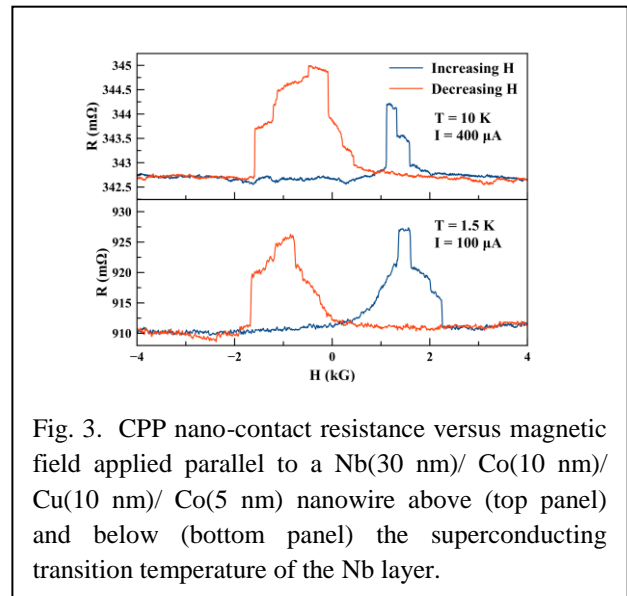 345
344.5
344
343.5
343
342.5
R (mΩ)
Increasing H
Decreasing H
T = 10 K
I = 400 µA
930
925
920
915
910
R (mΩ)
T = 1.5 K
I = 100 µA
−4 −2 0 2 4
H (kG)
Fig. 3. CPP nano-contact resistance versus magnetic
field applied parallel to a Nb(30 nm)/ Co(10 nm)/
Cu(10 nm)/ Co(5 nm) nanowire above (top panel)
and below (bottom panel) the superconducting
transition temperature of the Nb layer.